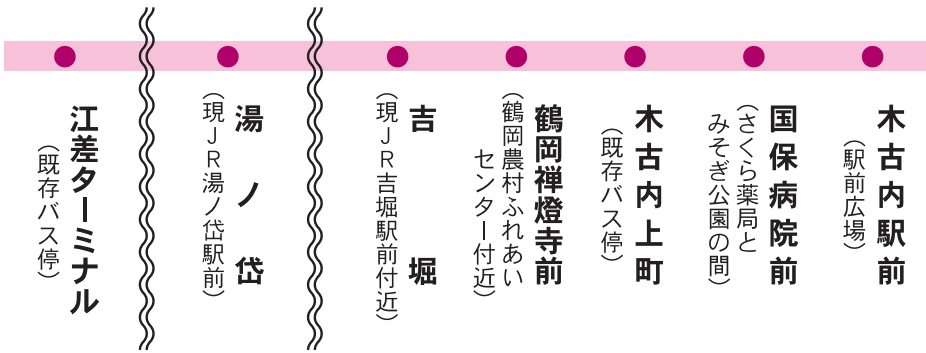 木古内駅前
（駅前広場）
国保病院前
（さくら薬局と
みそぎ公園の間）
木古内上町
（既存バス停）
鶴岡禅燈寺前
（鶴岡農村ふれあい
センター付近）
吉堀
（現ＪＲ吉堀駅前付近）
湯ノ岱
（現ＪＲ湯ノ岱駅前）
江差ターミナル
（既存バス停）